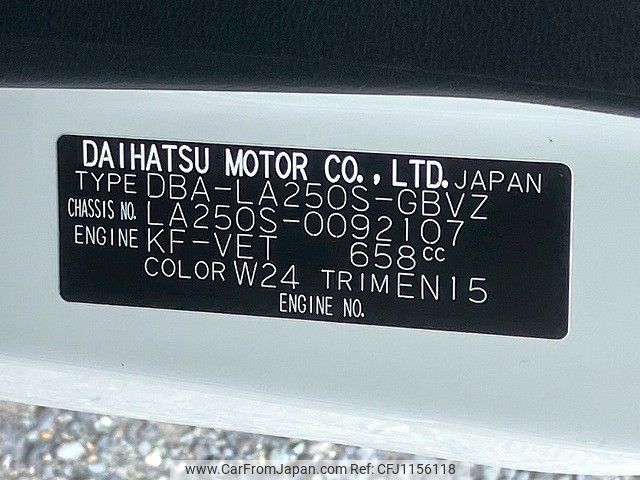 DAIHATSU MOTOR CO., LTD. JAPAN
TYPE DBA-LA250S-GBVZ
CHASSIS NO. LA250S-0092107
ENGINE KF-VET 658cc
COLOR W24 TRIM EN15
ENGINE NO.
www.CarFromJapan.com Ref: CFJ1156118